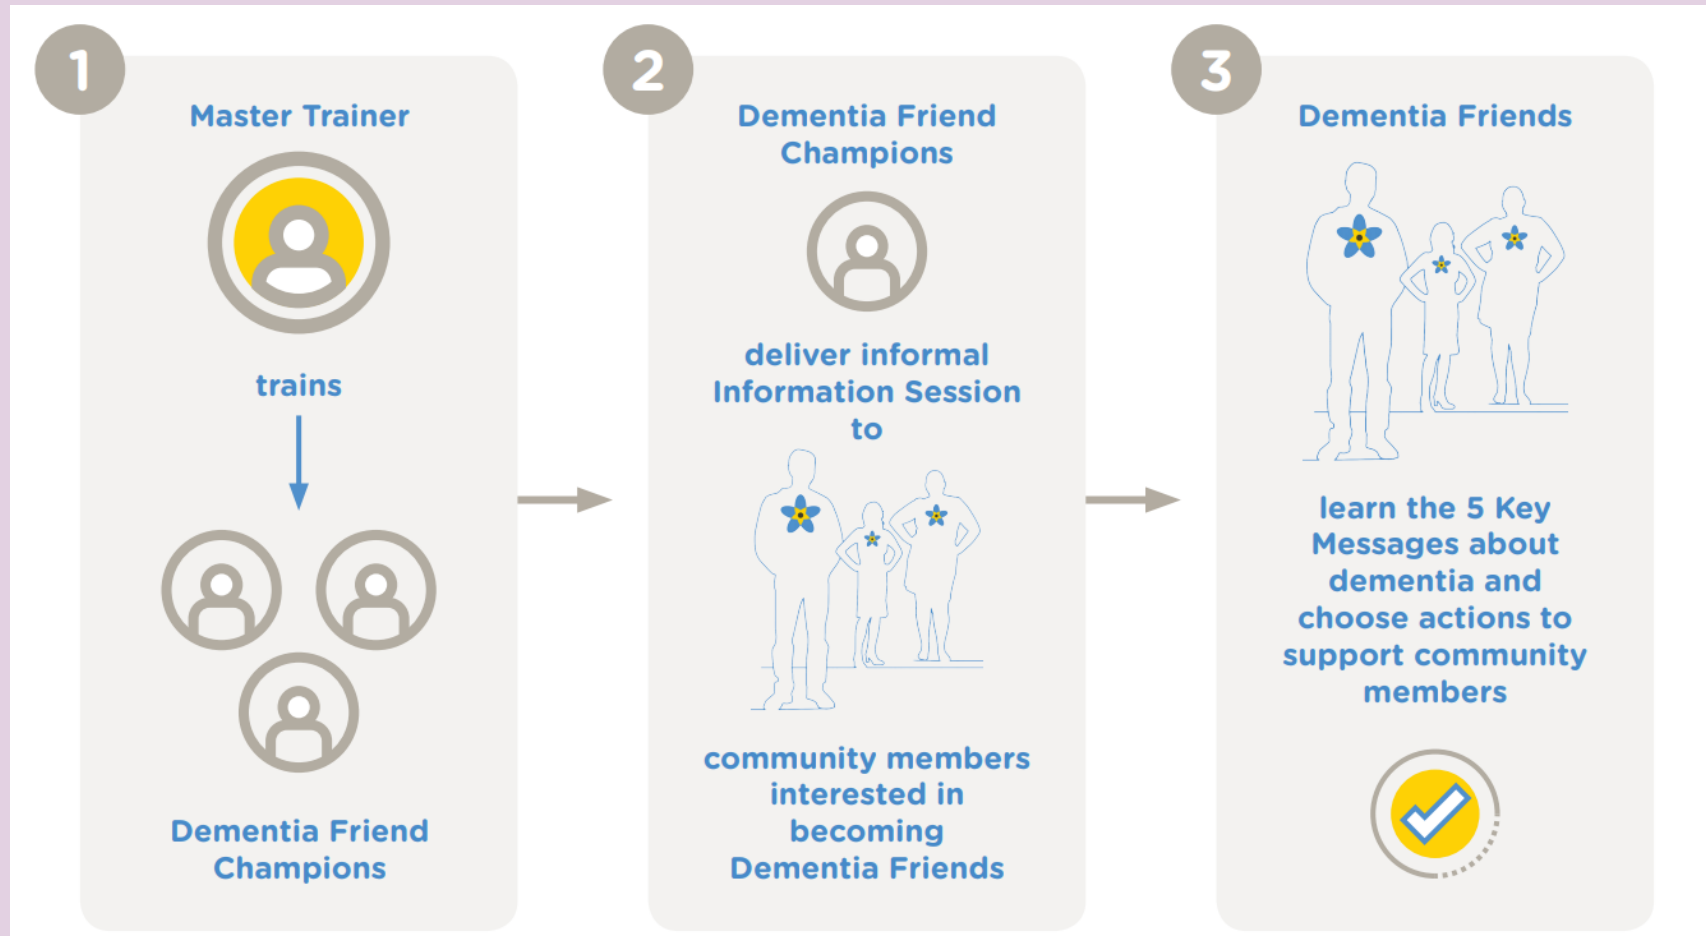 1
Master Trainer
trains
Dementia Friend
Champions
2
Dementia Friend
Champions
deliver informal
Information Session
to
community members
interested in
becoming
Dementia Friends
3
Dementia Friends
learn the 5 Key
Messages about
dementia and
choose actions to
support community
members